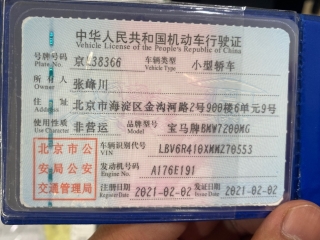 中华人民共和国机动车行驶证
Vehicle License of the People's Republic of China
号牌号码 京 38366 车辆类型 小型轿车
Plate No. Vehicle Type
所有人 张绛川
Owner
住址 北京市海淀区金沟河路2号900楼6单元9号
Address
使用性质 非营运 品牌型号 宝马牌BMW7200MG
Use Character Model
北京市公 车辆识别代号 LBV6R410XMMZ70553
VIN
安局公安 发动机号码 A176E191
Engine No.
交通管理局 注册日期 2021-02-02 发证日期 2021-02-02
Register Date Issue Date